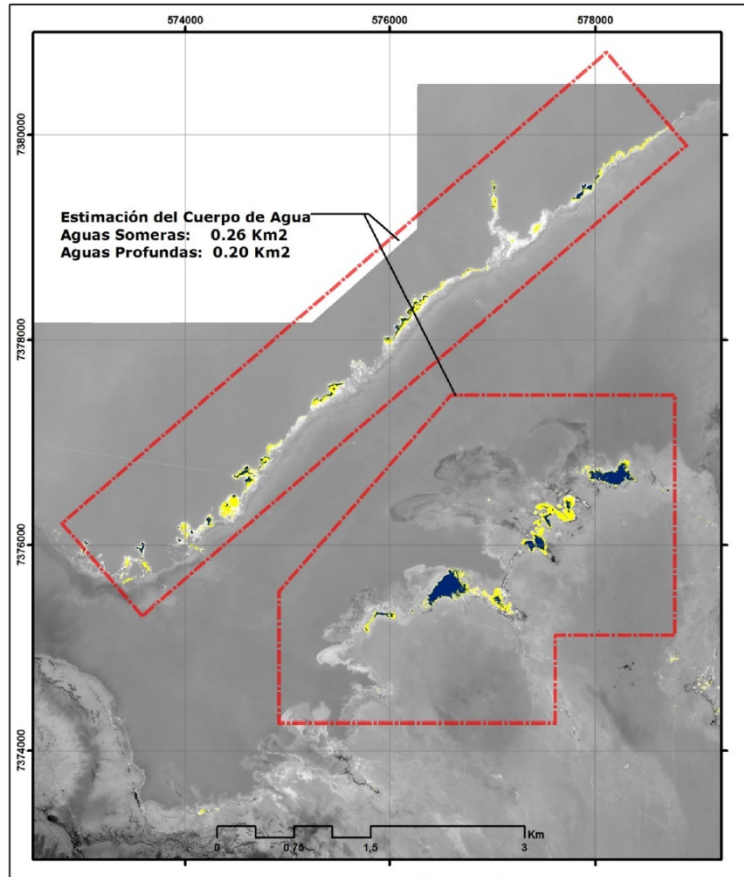 574000 576000 578000
7380000
Estimación del Cuerpo de Agua
Aguas Someras: 0.26 Km2
Aguas Profundas: 0.20 Km2
7378000
7376000
7374000
Km
0 0.75 1,5 3